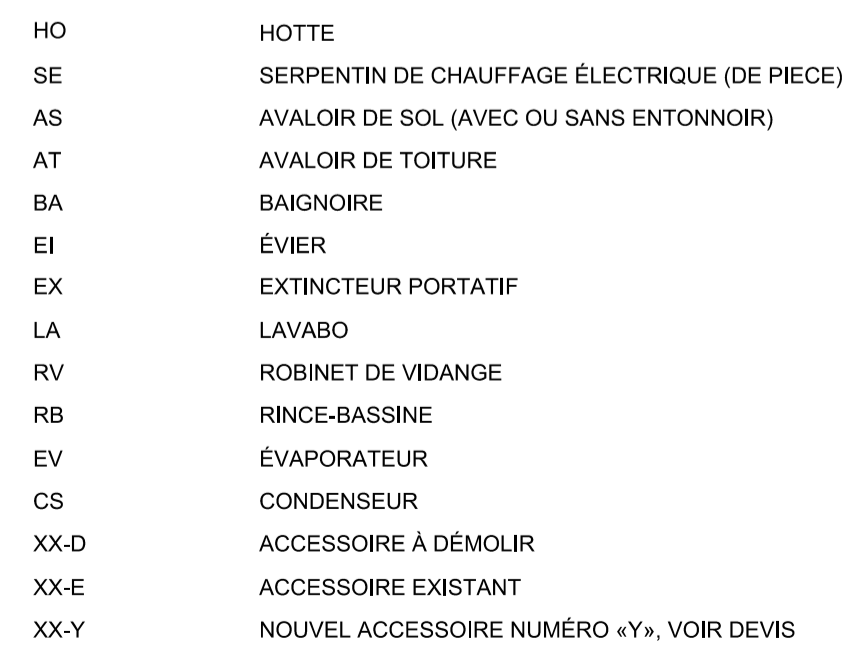 HO HOTTE
SE SERPENTIN DE CHAUFFAGE ÉLECTRIQUE (DE PIECE)
AS AVALOIR DE SOL (AVEC OU SANS ENTONNOIR)
AT AVALOIR DE TOITURE
BA BAIGNOIRE
EI ÉVIER
EX EXTINCTEUR PORTATIF
LA LAVABO
RV ROBINET DE VIDANGE
RB RINCE-BASSINE
EV ÉVAPORATEUR
CS CONDENSEUR
XX-D ACCESSOIRE À DÉMOLIR
XX-E ACCESSOIRE EXISTANT
XX-Y NOUVEL ACCESSOIRE NUMÉRO «Y», VOIR DEVIS